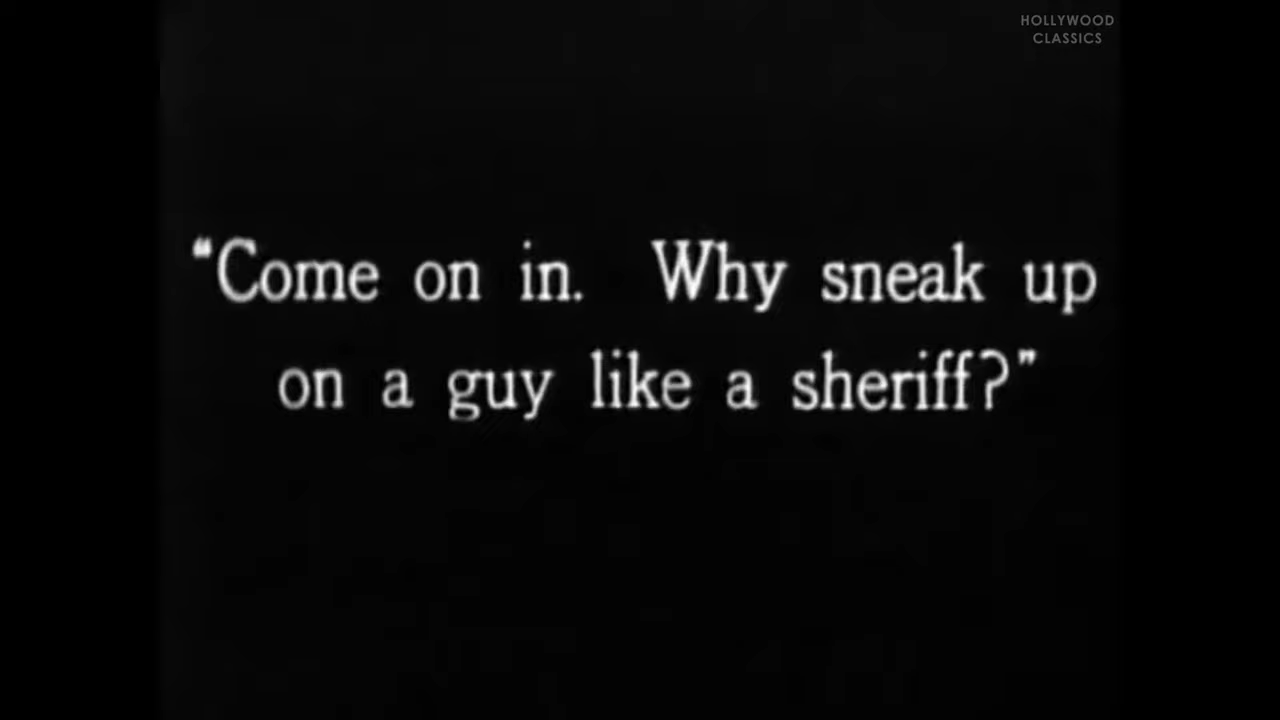 HOLLYWOOD
CLASSICS
“Come on in. Why sneak up
on a guy like a sheriff?”